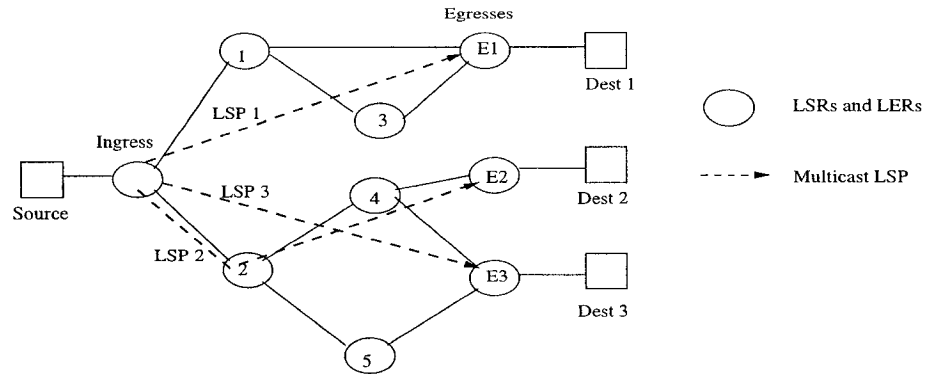 Egresses
1
E1
Dest 1
LSP 1
3
LSRs and LERs
Ingress
E2
Multicast LSP
LSP 3
4
Dest 2
Source
LSP 2
2
E3
Dest 3
5